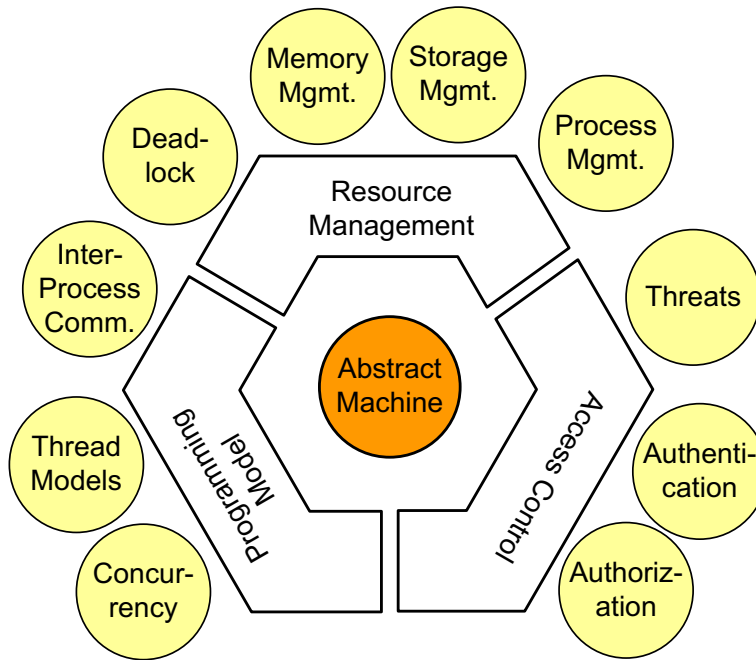 Memory
Mgmt.
Storage
Mgmt.
Dead-
lock
Process
Mgmt.
Resource
Management
Inter-
Process
Comm.
Threats
Abstract
Machine
Programming
Model
Access Control
Thread
Models
Authenti-
cation
Concur-
rency
Authoriz-
ation